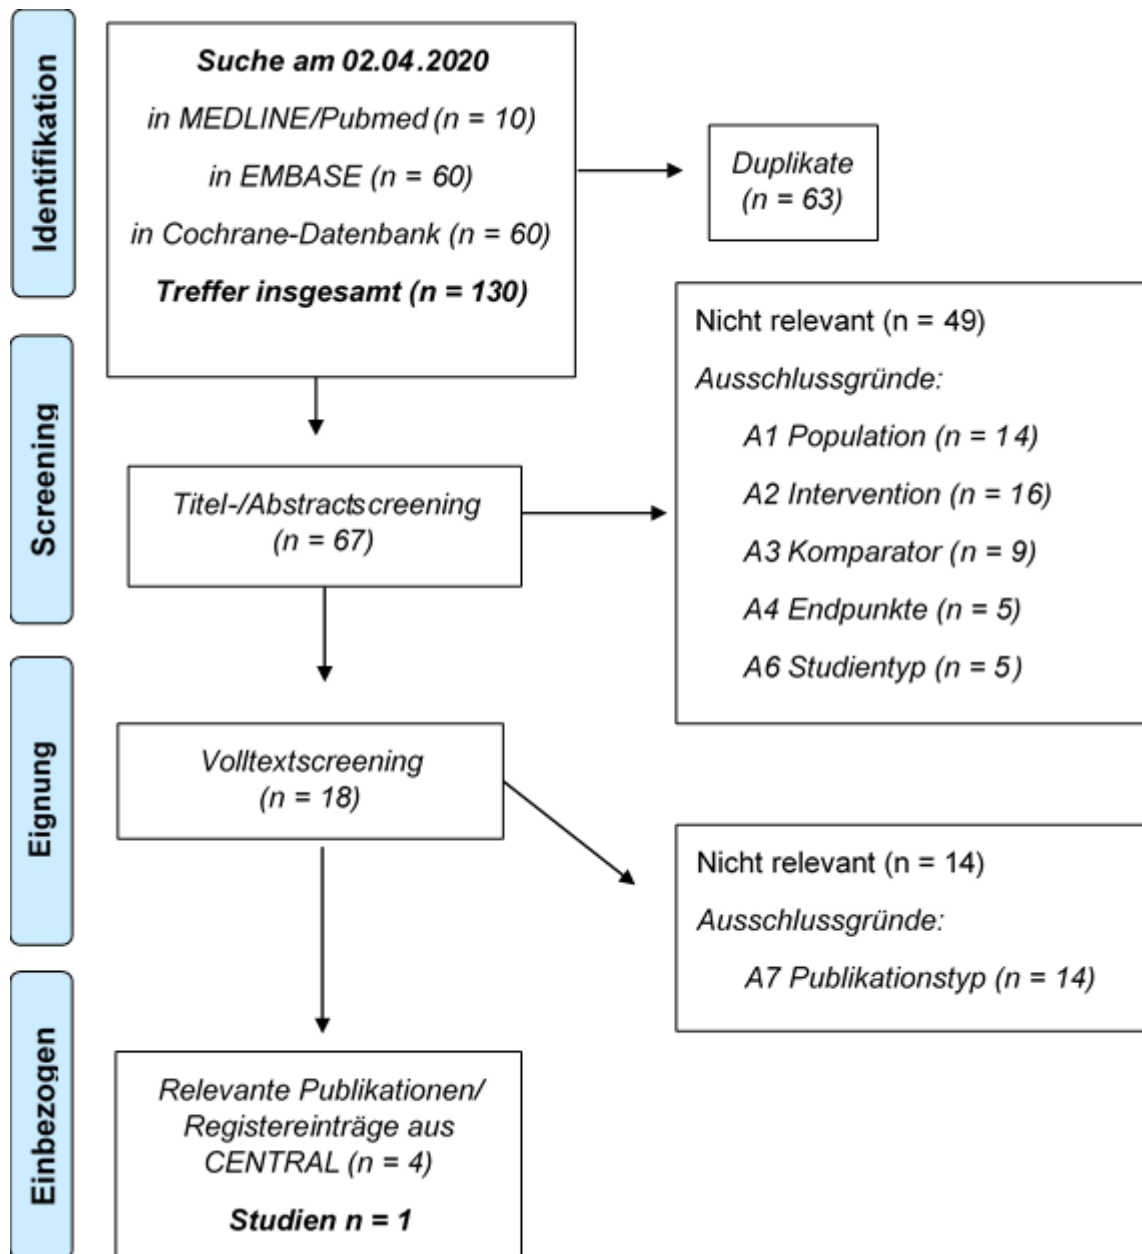 Identifikation
Suche am 02.04.2020
in MEDLINE/Pubmed (n = 10)
in EMBASE (n = 60)
in Cochrane-Datenbank (n = 60)
Treffer insgesamt (n = 130)
Duplikate
(n = 63)
Screening
Titel-/Abstractscreening
(n = 67)
Nicht relevant (n = 49)
Ausschlussgründe:
A1 Population (n = 14)
A2 Intervention (n = 16)
A3 Komparator (n = 9)
A4 Endpunkte (n = 5)
A6 Studientyp (n = 5)
Eignung
Volltextscreening
(n = 18)
Nicht relevant (n = 14)
Ausschlussgründe:
A7 Publikationstyp (n = 14)
Einbezogen
Relevante Publikationen/
Registereinträge aus
CENTRAL (n = 4)
Studien n = 1